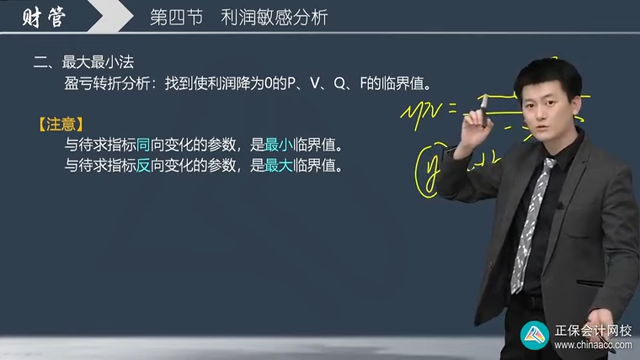 财管
第四节 利润敏感分析
二、最大最小法
盈亏转折分析：找到使利润降为0的P、V、Q、F的临界值。
【注意】
与待求指标同向变化的参数，是最小临界值。
与待求指标反向变化的参数，是最大临界值。
正保会计网校
www.chinaacc.com